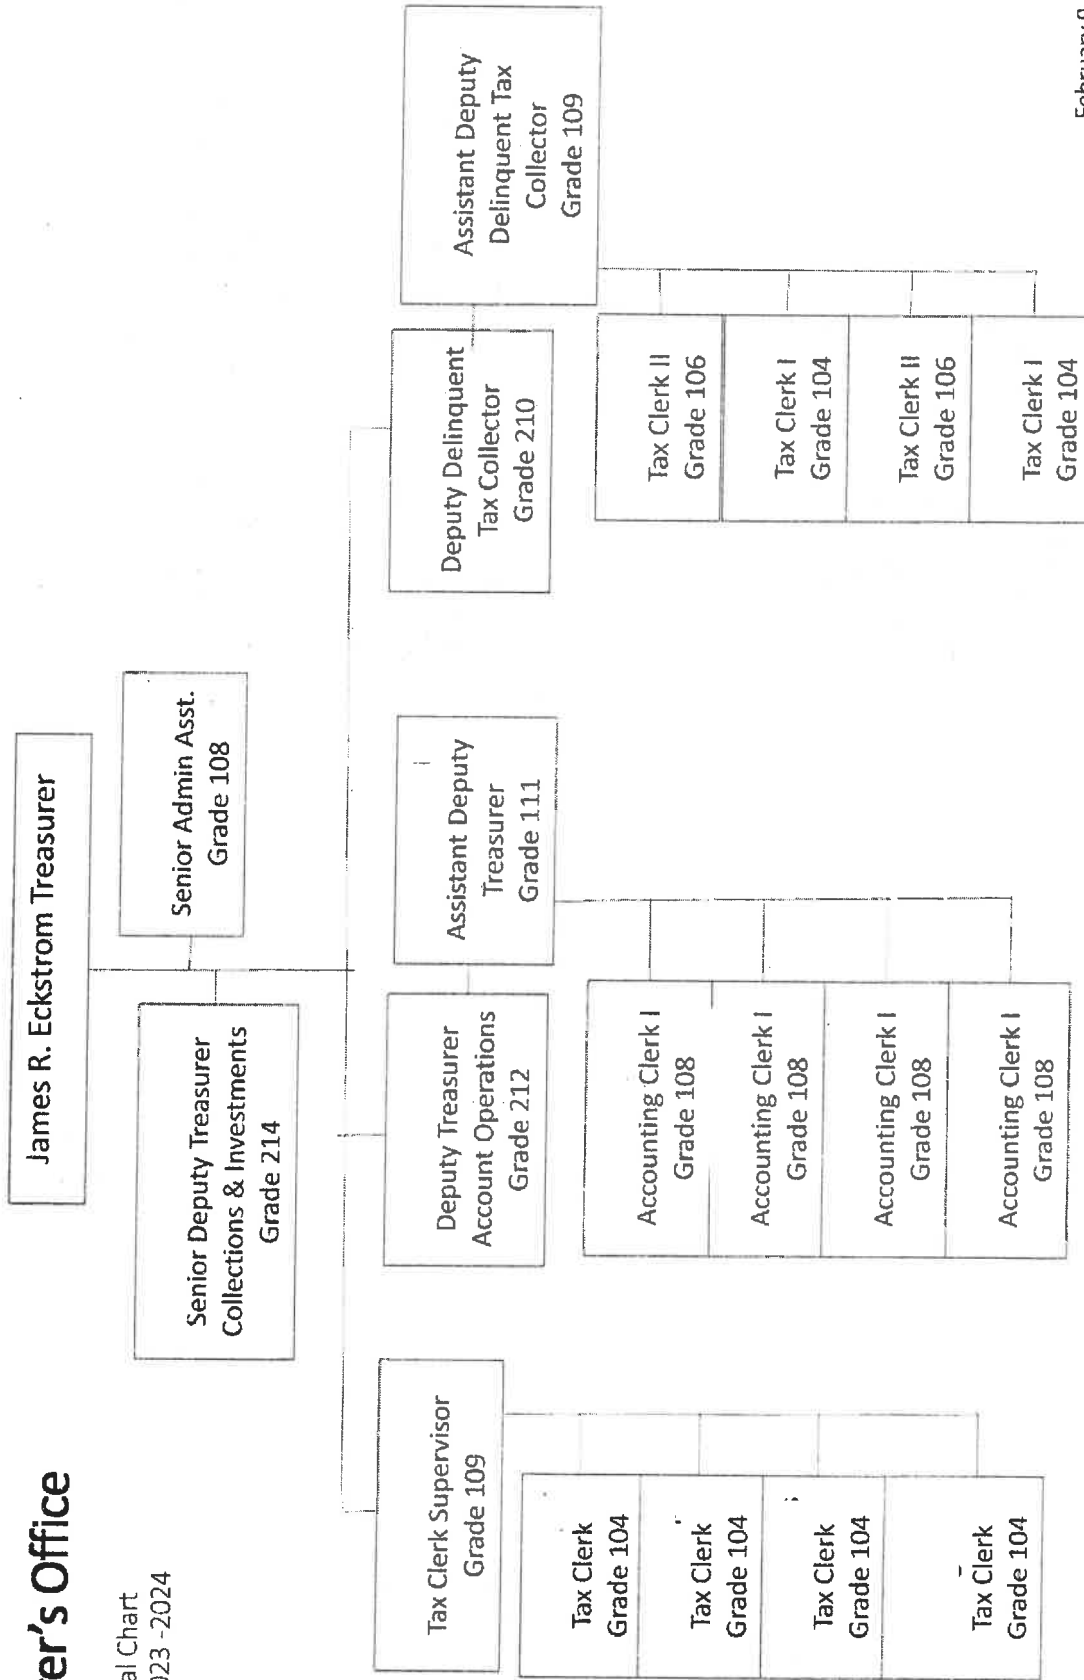 er's Office
al Chart
023 -2024
James R. Eckstrom Treasurer
Senior Admin Asst.
Grade 108
Senior Deputy Treasurer
Collections & Investments
Grade 214
Tax Clerk Supervisor
Grade 109
Tax Clerk
Grade 104
Tax Clerk
Grade 104
Tax Clerk
Grade 104
Tax Clerk
Grade 104
Deputy Treasurer
Account Operations
Grade 212
Assistant Deputy
Treasurer
Grade 111
Accounting Clerk I
Grade 108
Accounting Clerk I
Grade 108
Accounting Clerk I
Grade 108
Accounting Clerk I
Grade 108
Deputy Delinquent
Tax Collector
Grade 210
Assistant Deputy
Delinquent Tax
Collector
Grade 109
Tax Clerk II
Grade 106
Tax Clerk I
Grade 104
Tax Clerk II
Grade 106
Tax Clerk I
Grade 104